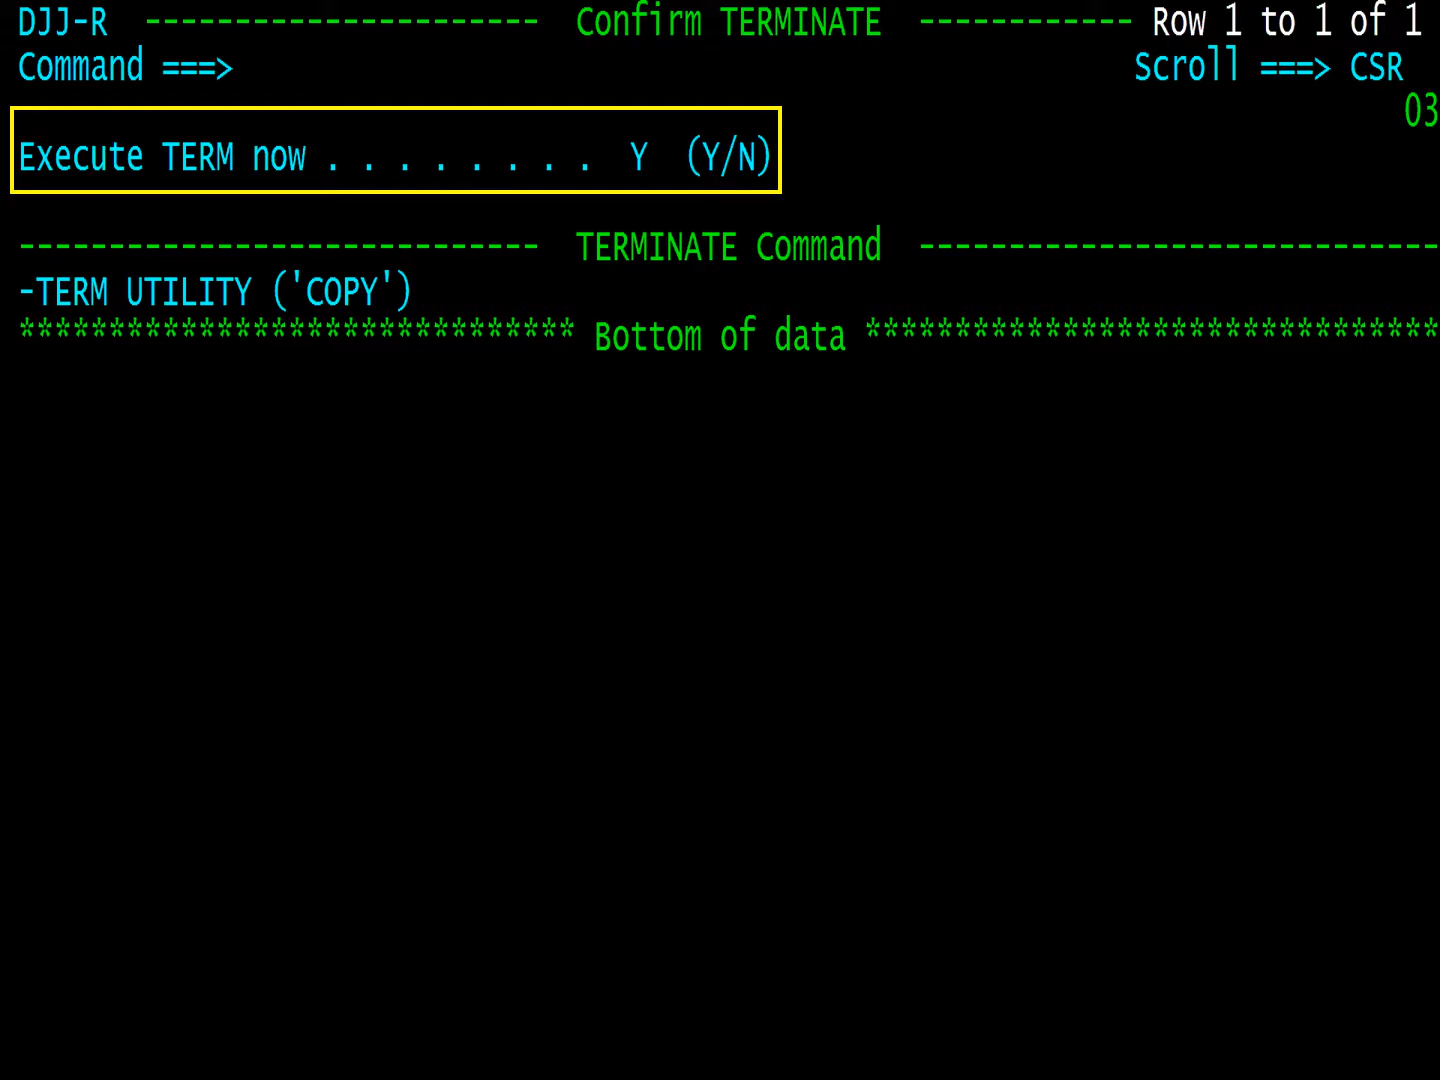 DJJ-R ---------------------- Confirm TERMINATE ------------ Row 1 to 1 of 1
Command ===> Scroll ===> CSR
03
Execute TERM now . . . . . . . . Y (Y/N)
----------------------------- TERMINATE Command -----------------------------
-TERM UTILITY ('COPY')
******************************* Bottom of data ********************************